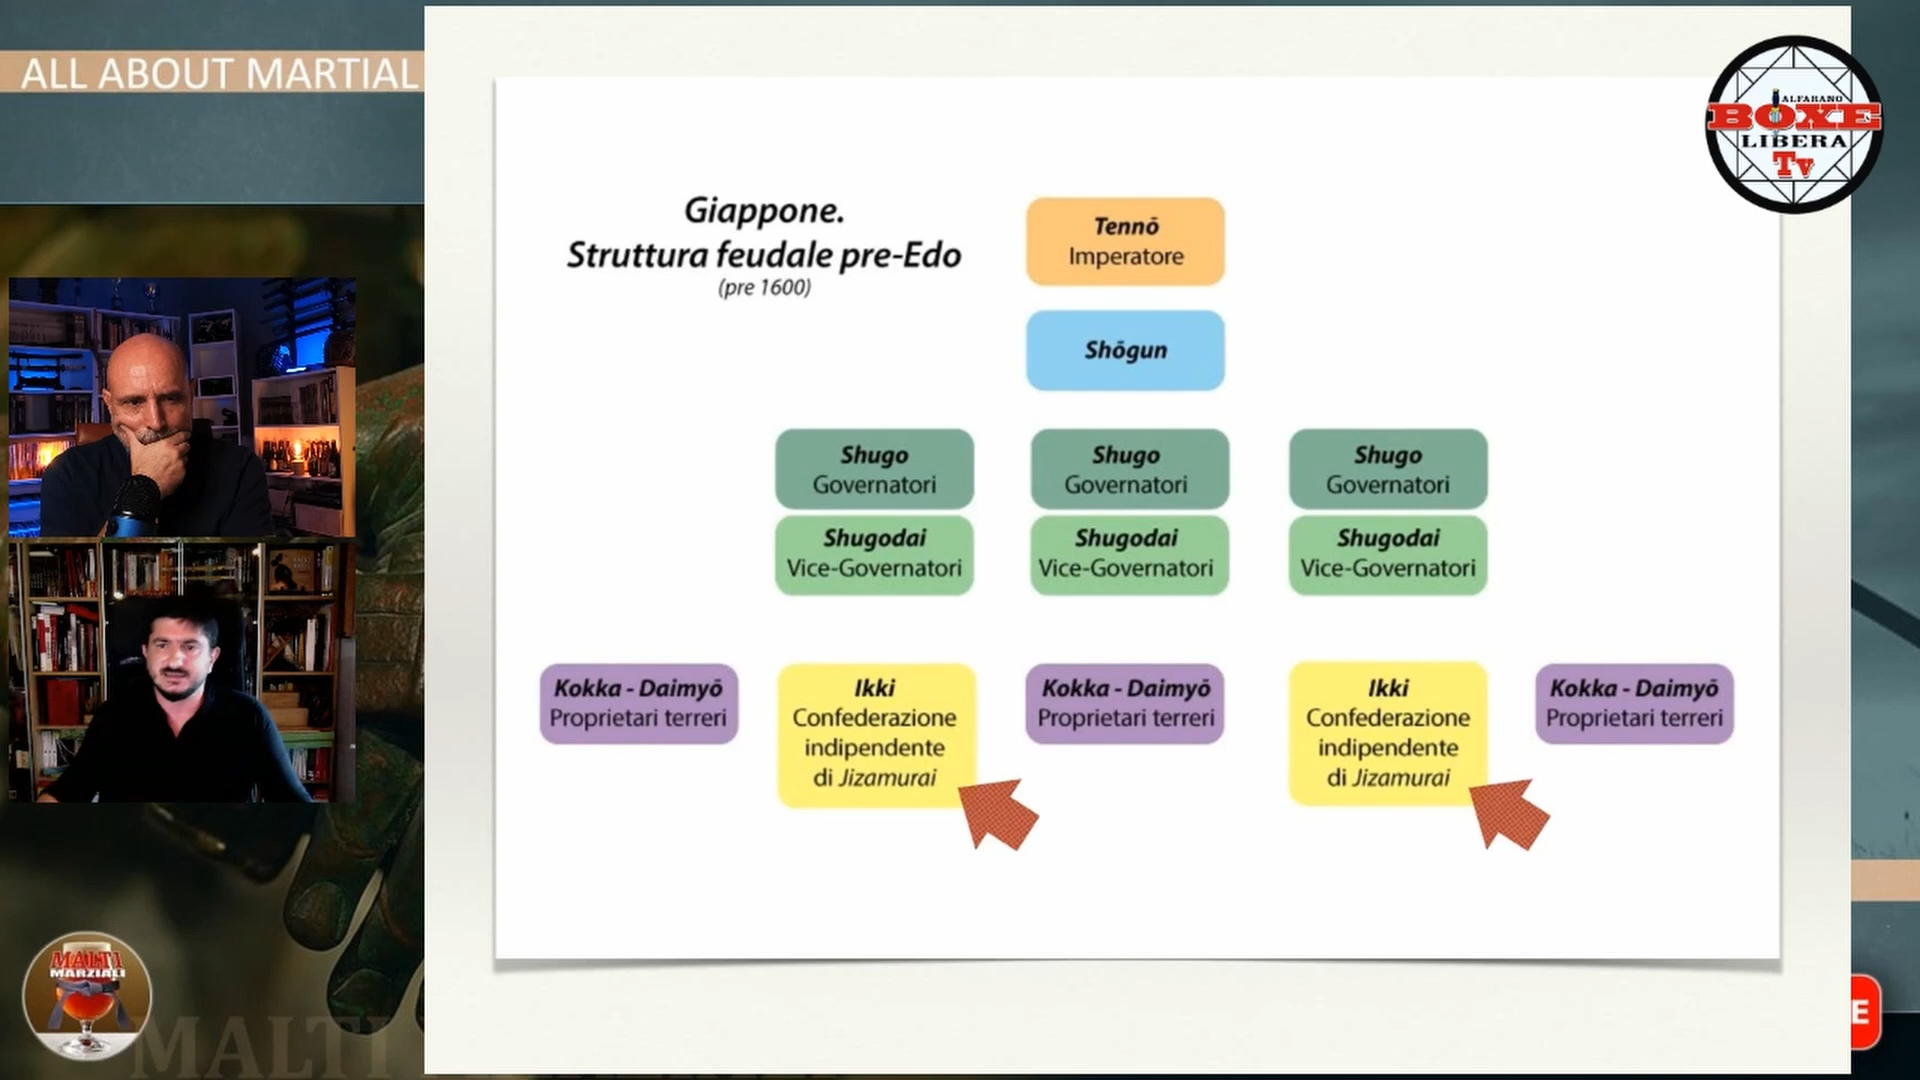 ALL ABOUT MARTIAL
ALFARANO
BOXE
LIBERA
Tv
Giappone.
Struttura feudale pre-Edo
(pre 1600)
Tennō
Imperatore
Shōgun
Shugo
Governatori
Shugodai
Vice-Governatori
Shugo
Governatori
Shugodai
Vice-Governatori
Shugo
Governatori
Shugodai
Vice-Governatori
Kokka - Daimyō
Proprietari terreri
Ikki
Confederazione
indipendente
di Jizamurai
Kokka - Daimyō
Proprietari terreri
Ikki
Confederazione
indipendente
di Jizamurai
Kokka - Daimyō
Proprietari terreri
MALTI
MARZIALI
MALTI
E